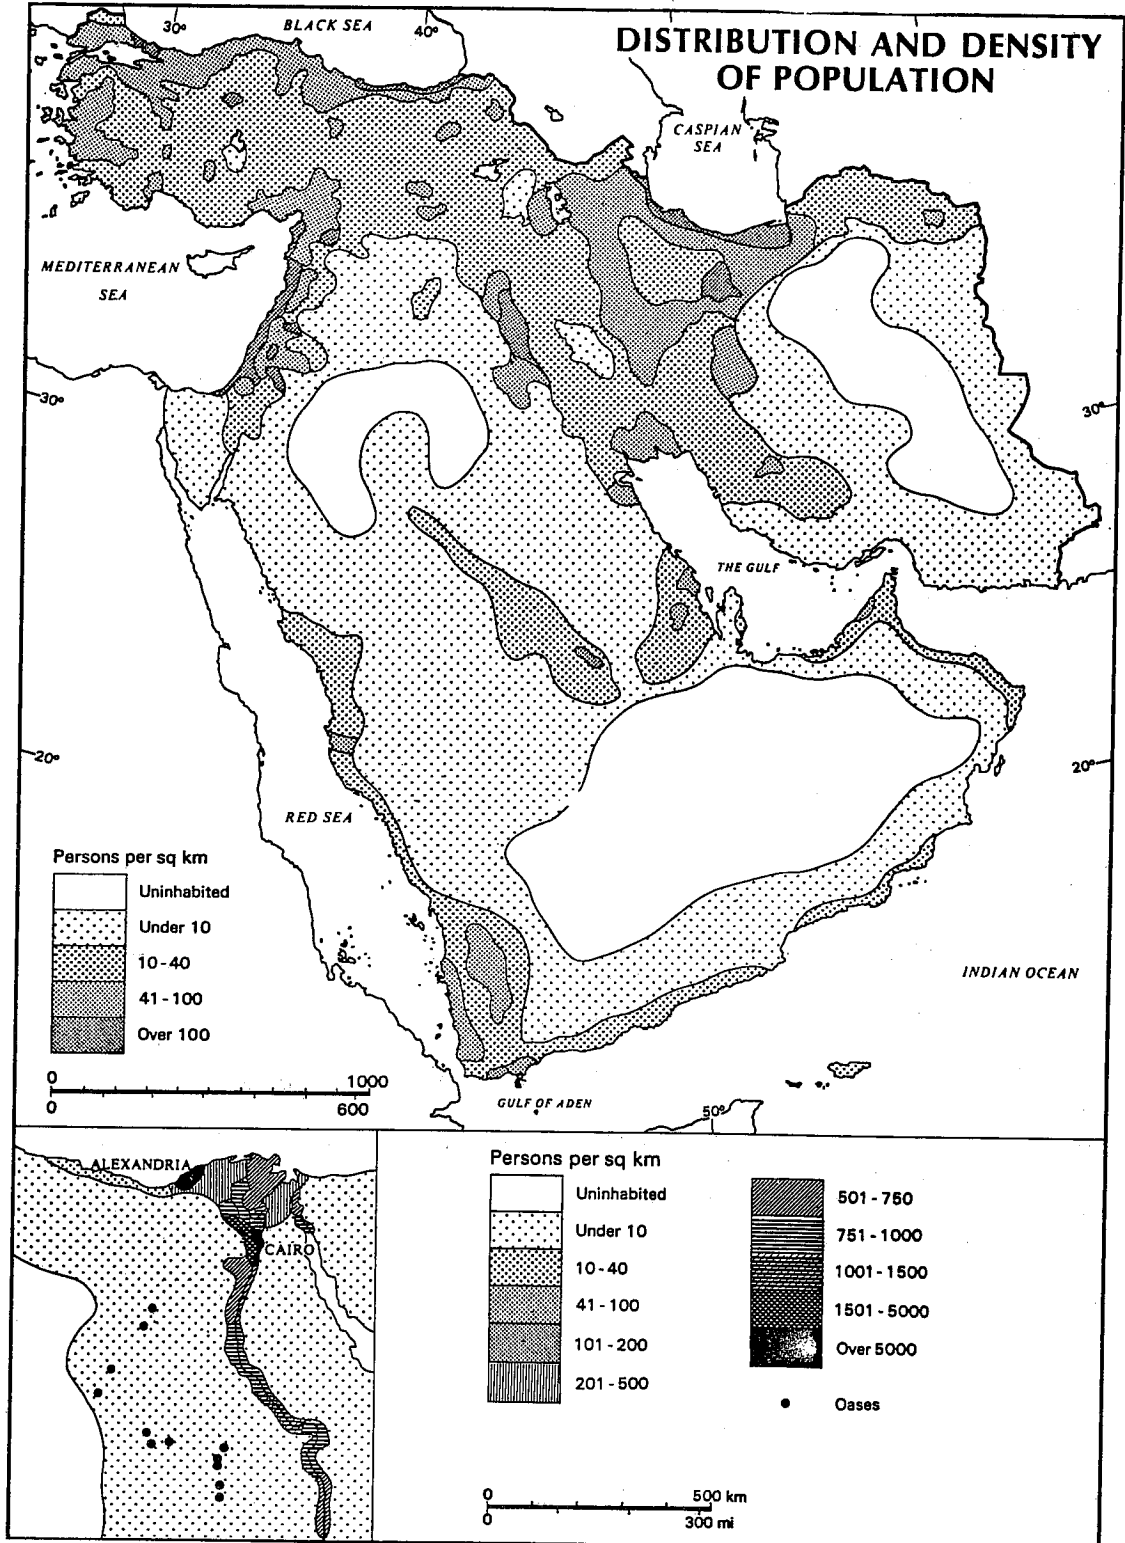 DISTRIBUTION AND DENSITY
OF POPULATION
30°
BLACK SEA
40°
CASPIAN
SEA
MEDITERRANEAN
SEA
30°
30°
THE GULF
20°
20°
RED SEA
INDIAN OCEAN
GULF OF ADEN
50°
Persons per sq km
Uninhabited
Under 10
10-40
41-100
Over 100
0 1000
0 600
ALEXANDRIA
CAIRO
Persons per sq km
Uninhabited
Under 10
10-40
41-100
101-200
201-500
501-750
751-1000
1001-1500
1501-5000
Over 5000
Oases
0 500 km
0 300 mi